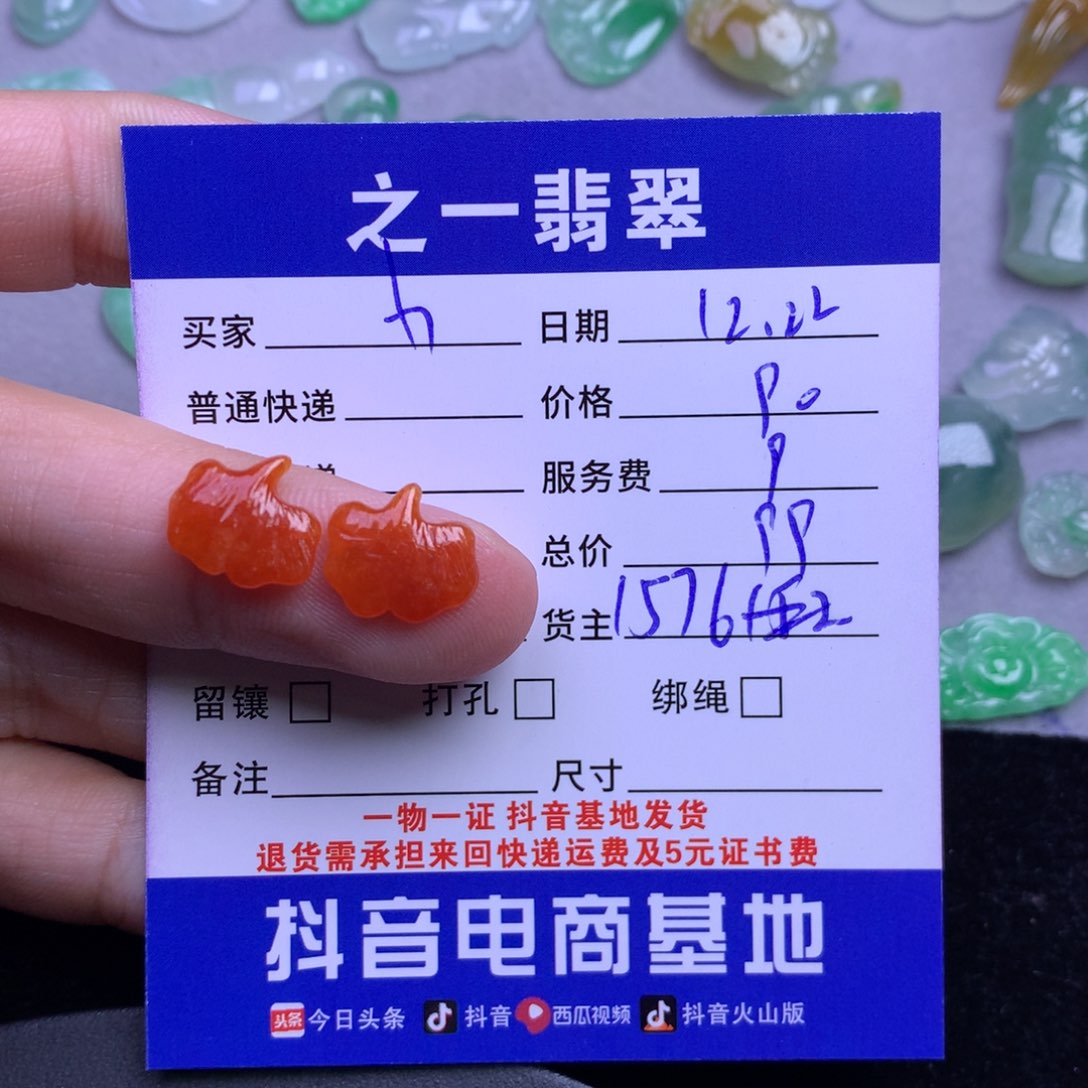 之一翡翠
买家 日期 12.22
普通快递 价格
服务费
总价
货主 1576
留镶 打孔 绑绳
备注 尺寸
一物一证 抖音基地发货
退货需承担来回快递运费及5元证书费
抖音电商基地
头条 今日头条 抖音 西瓜视频 抖音火山版